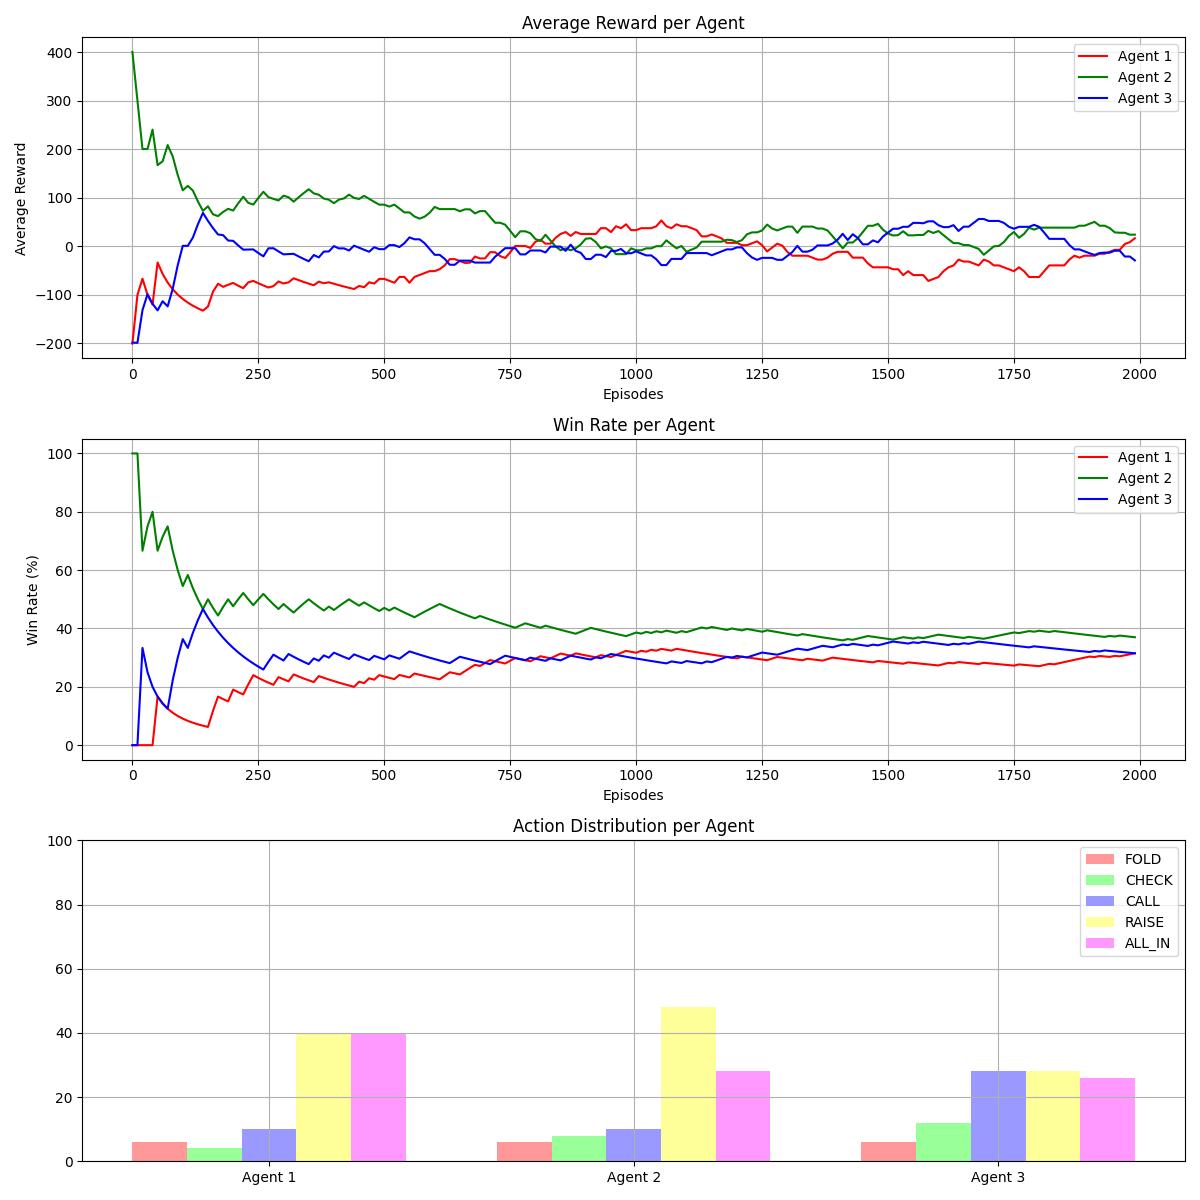 Average Reward per Agent
Average Reward
400
300
200
100
0
−100
−200
Agent 1
Agent 2
Agent 3
0 250 500 750 1000 1250 1500 1750 2000
Episodes
Win Rate per Agent
Win Rate (%)
100
80
60
40
20
0
Agent 1
Agent 2
Agent 3
0 250 500 750 1000 1250 1500 1750 2000
Episodes
Action Distribution per Agent
100
80
60
40
20
0
FOLD
CHECK
CALL
RAISE
ALL_IN
Agent 1 Agent 2 Agent 3